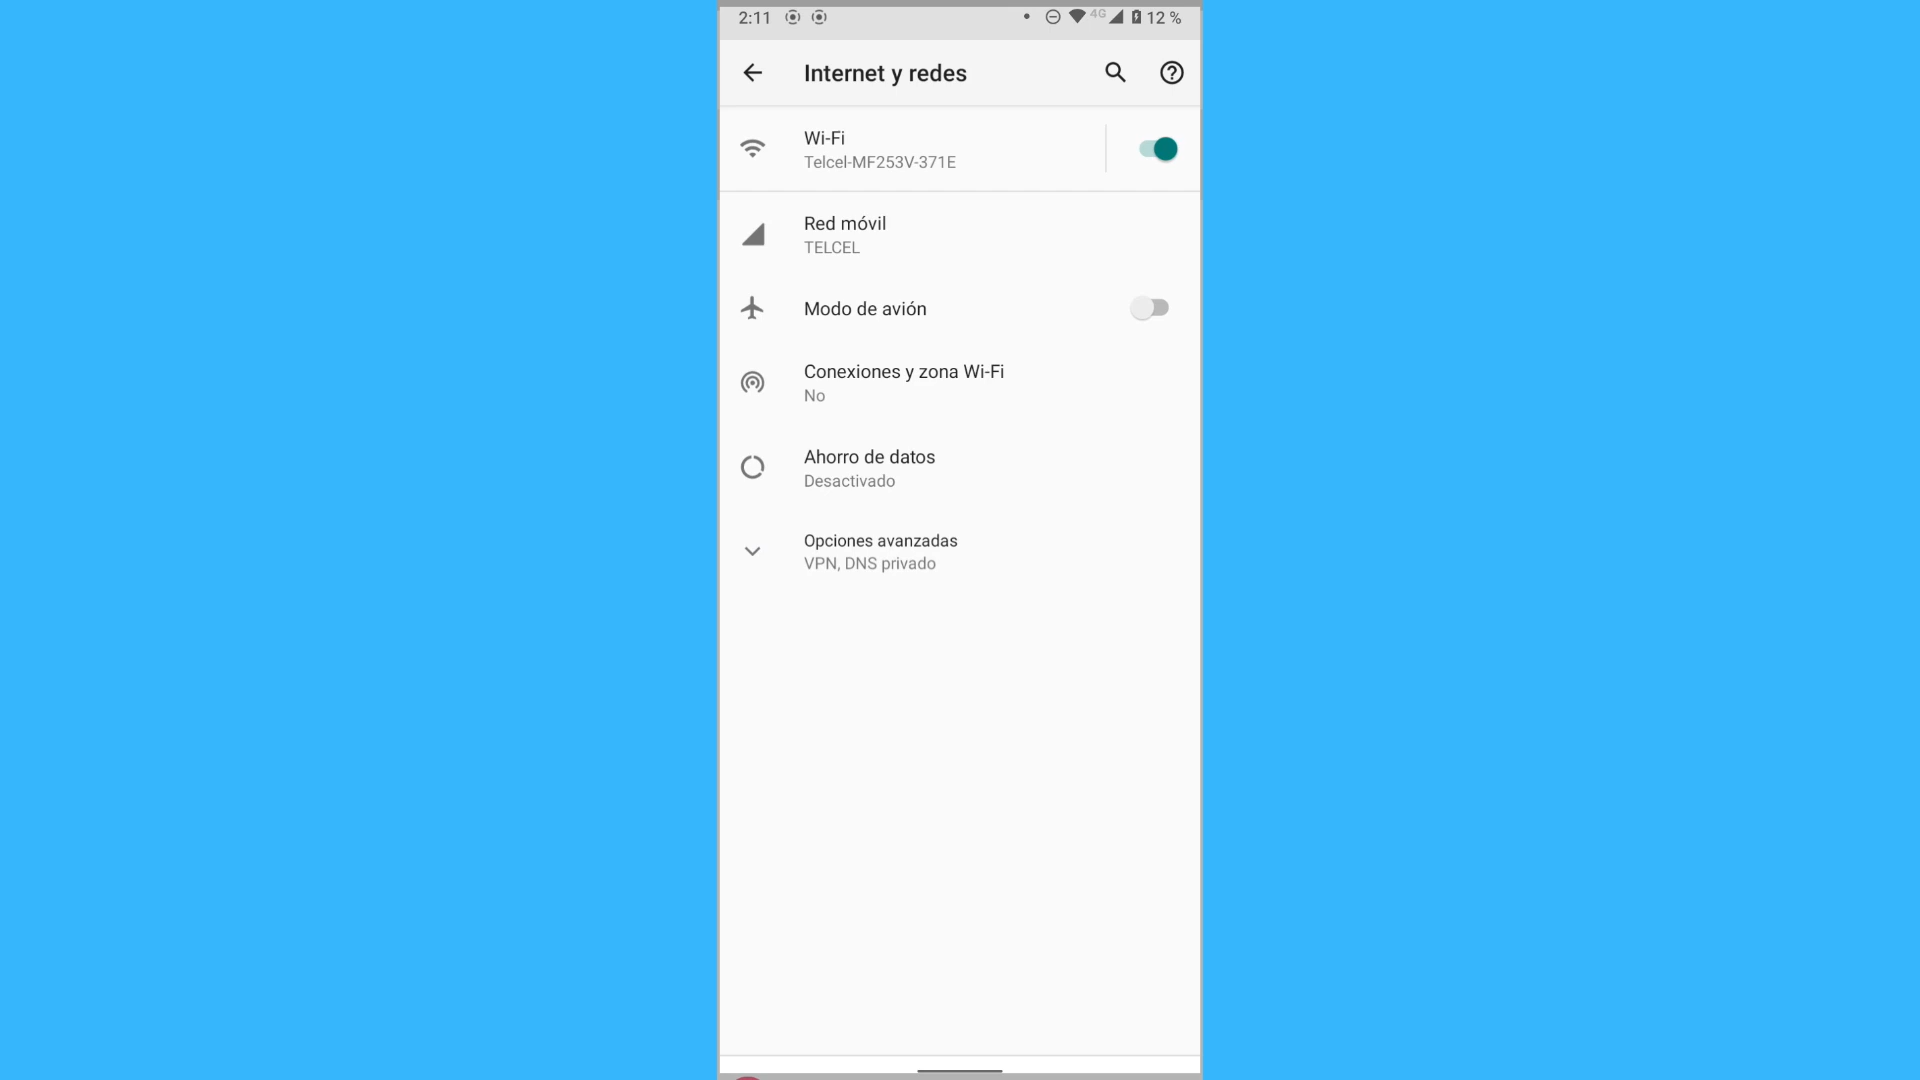 2:11 4G 12 %
Internet y redes
Wi-Fi
Telcel-MF253V-371E
Red móvil
TELCEL
Modo de avión
Conexiones y zona Wi-Fi
No
Ahorro de datos
Desactivado
Opciones avanzadas
VPN, DNS privado